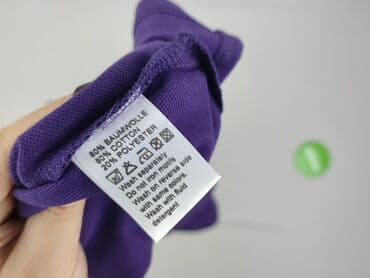 80% BAUMWOLLE
80% COTTON
20% POLYESTER
Wash separately
Do not iron motifs
Wash on reverse side
with same colors.
Wash with fluid
detergent